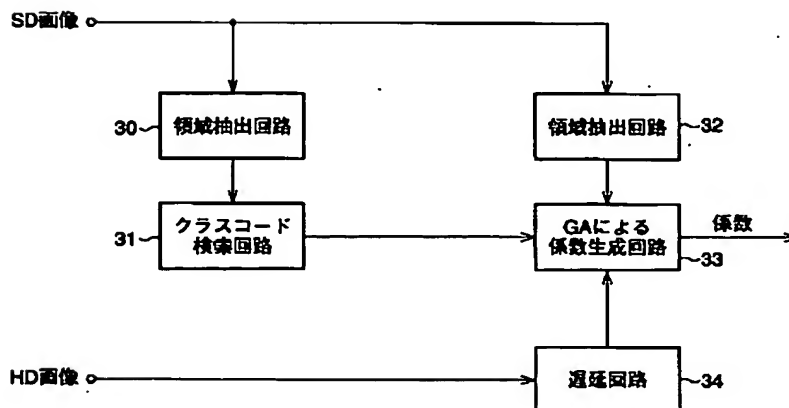 SD画像
30
領域抽出回路
領域抽出回路
32
31
クラスコード
検索回路
GAによる
係数生成回路
係数
33
HD画像
遅延回路
34